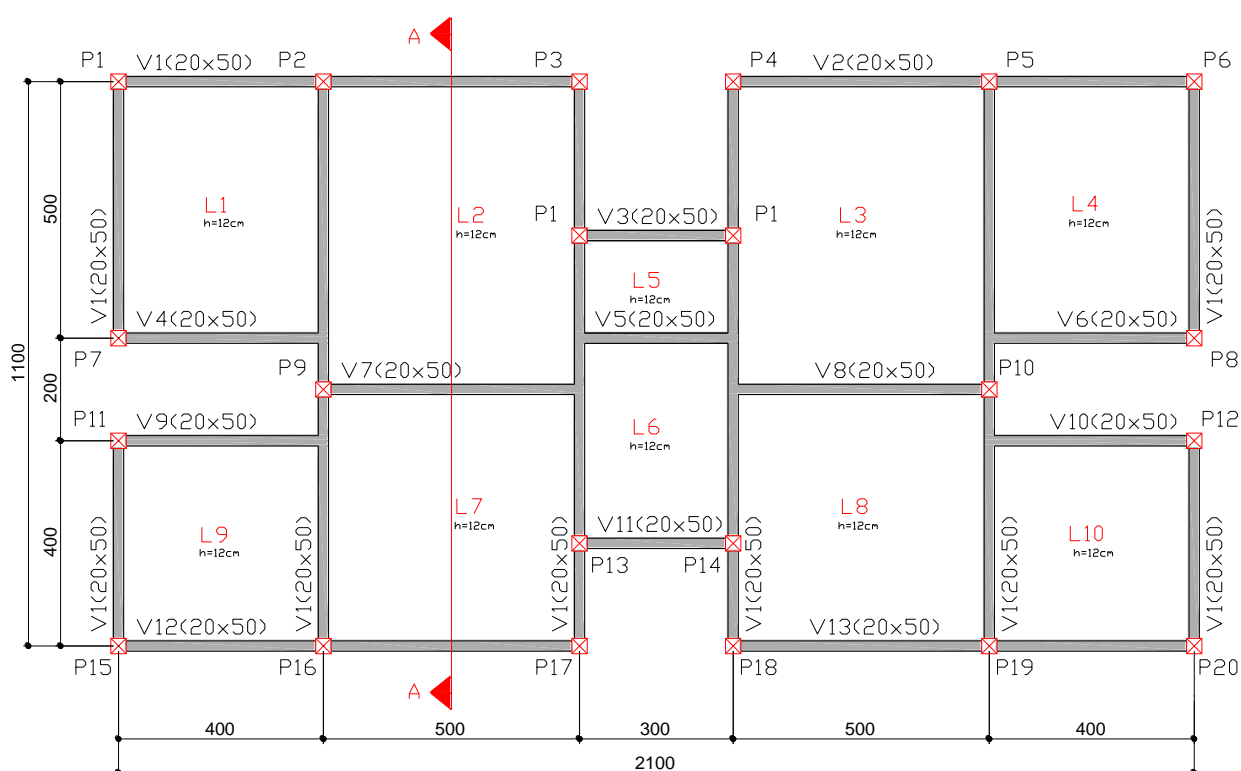 A
P1
V1(20x50)
P2
P3
P4
V2(20x50)
P5
P6
L1
h=12cm
L2
h=12cm
P1
V3(20x50)
P1
L3
h=12cm
L4
h=12cm
500
V1(20x50)
L5
h=12cm
V1(20x50)
V4(20x50)
V5(20x50)
V6(20x50)
P7
P9
V7(20x50)
V8(20x50)
P10
P8
1100
200
P11
V9(20x50)
L6
h=12cm
V10(20x50)
P12
L7
h=12cm
L8
h=12cm
V11(20x50)
400
L9
h=12cm
L10
h=12cm
V1(20x50)
V1(20x50)
V1(20x50)
P13
P14
V1(20x50)
V1(20x50)
V1(20x50)
V12(20x50)
V13(20x50)
P15
P16
A
P17
P18
P19
P20
400
500
300
500
400
2100